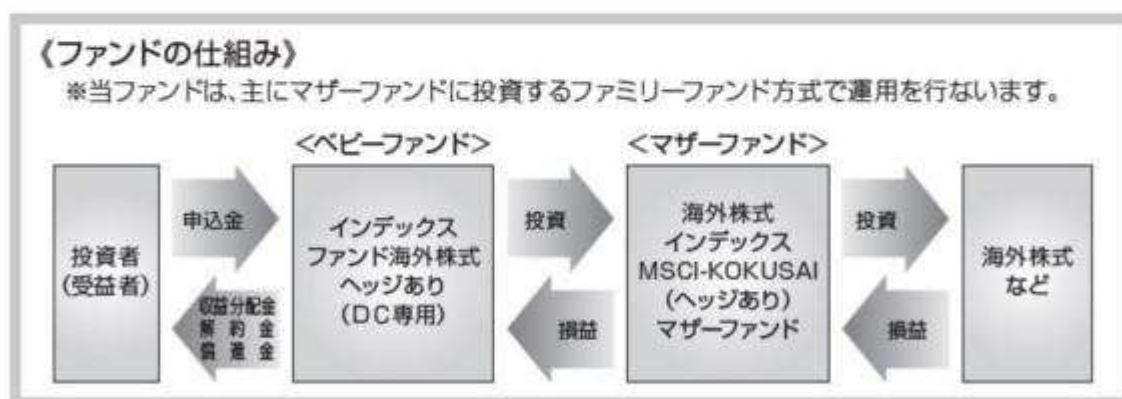 《ファンドの仕組み》
※当ファンドは、主にマザーファンドに投資するファミリーファンド方式で運用を行ないます。
<ベビーファンド>
<マザーファンド>
投資者
(受益者)
申込金
収益分配金
解約金
償還金
インデックス
ファンド海外株式
ヘッジあり
(DC専用)
投資
損益
海外株式
インデックス
MSCI-KOKUSAI
(ヘッジあり)
マザーファンド
投資
損益
海外株式
など